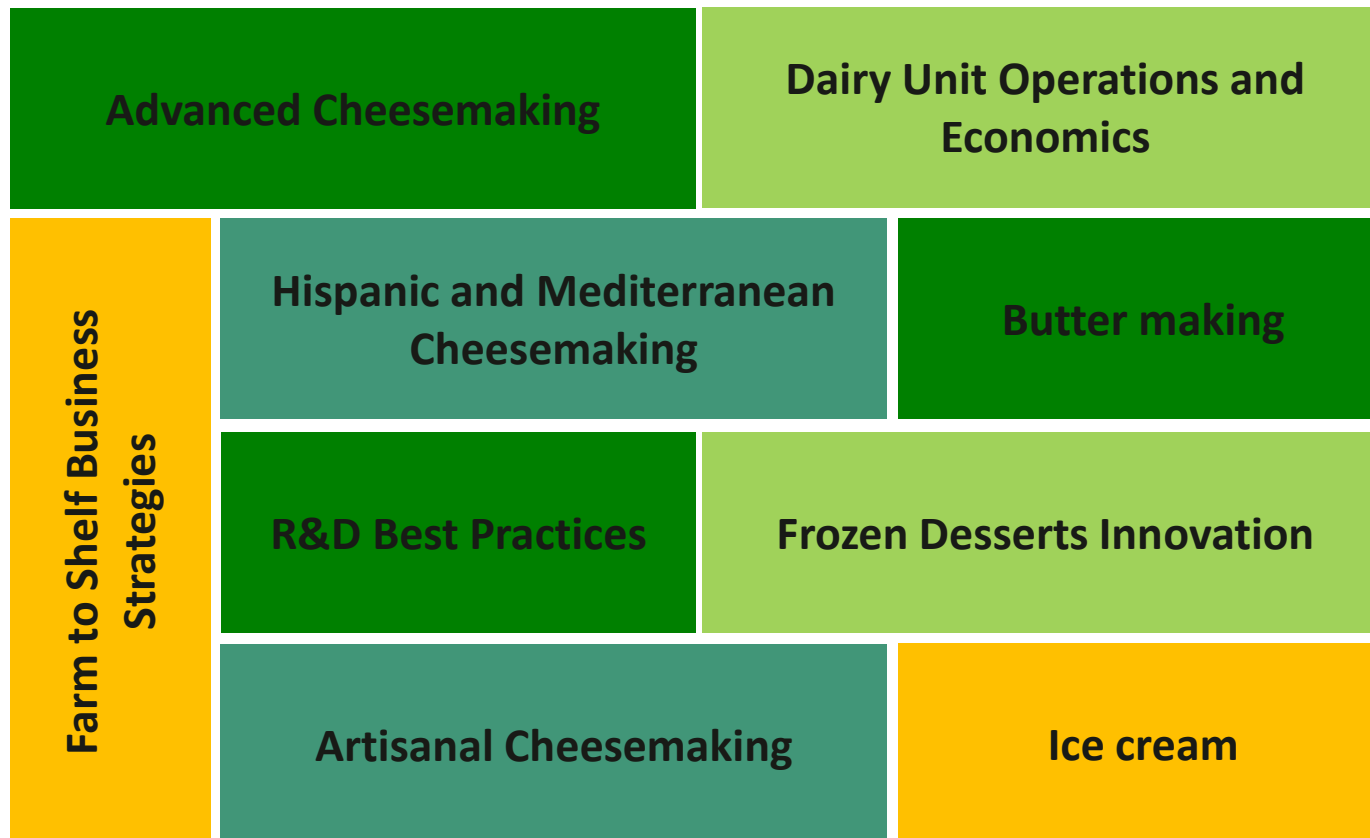 Advanced Cheesemaking
Dairy Unit Operations and
Economics
Farm to Shelf Business
Strategies
Hispanic and Mediterranean
Cheesemaking
Butter making
R&D Best Practices
Frozen Desserts Innovation
Artisanal Cheesemaking
Ice cream